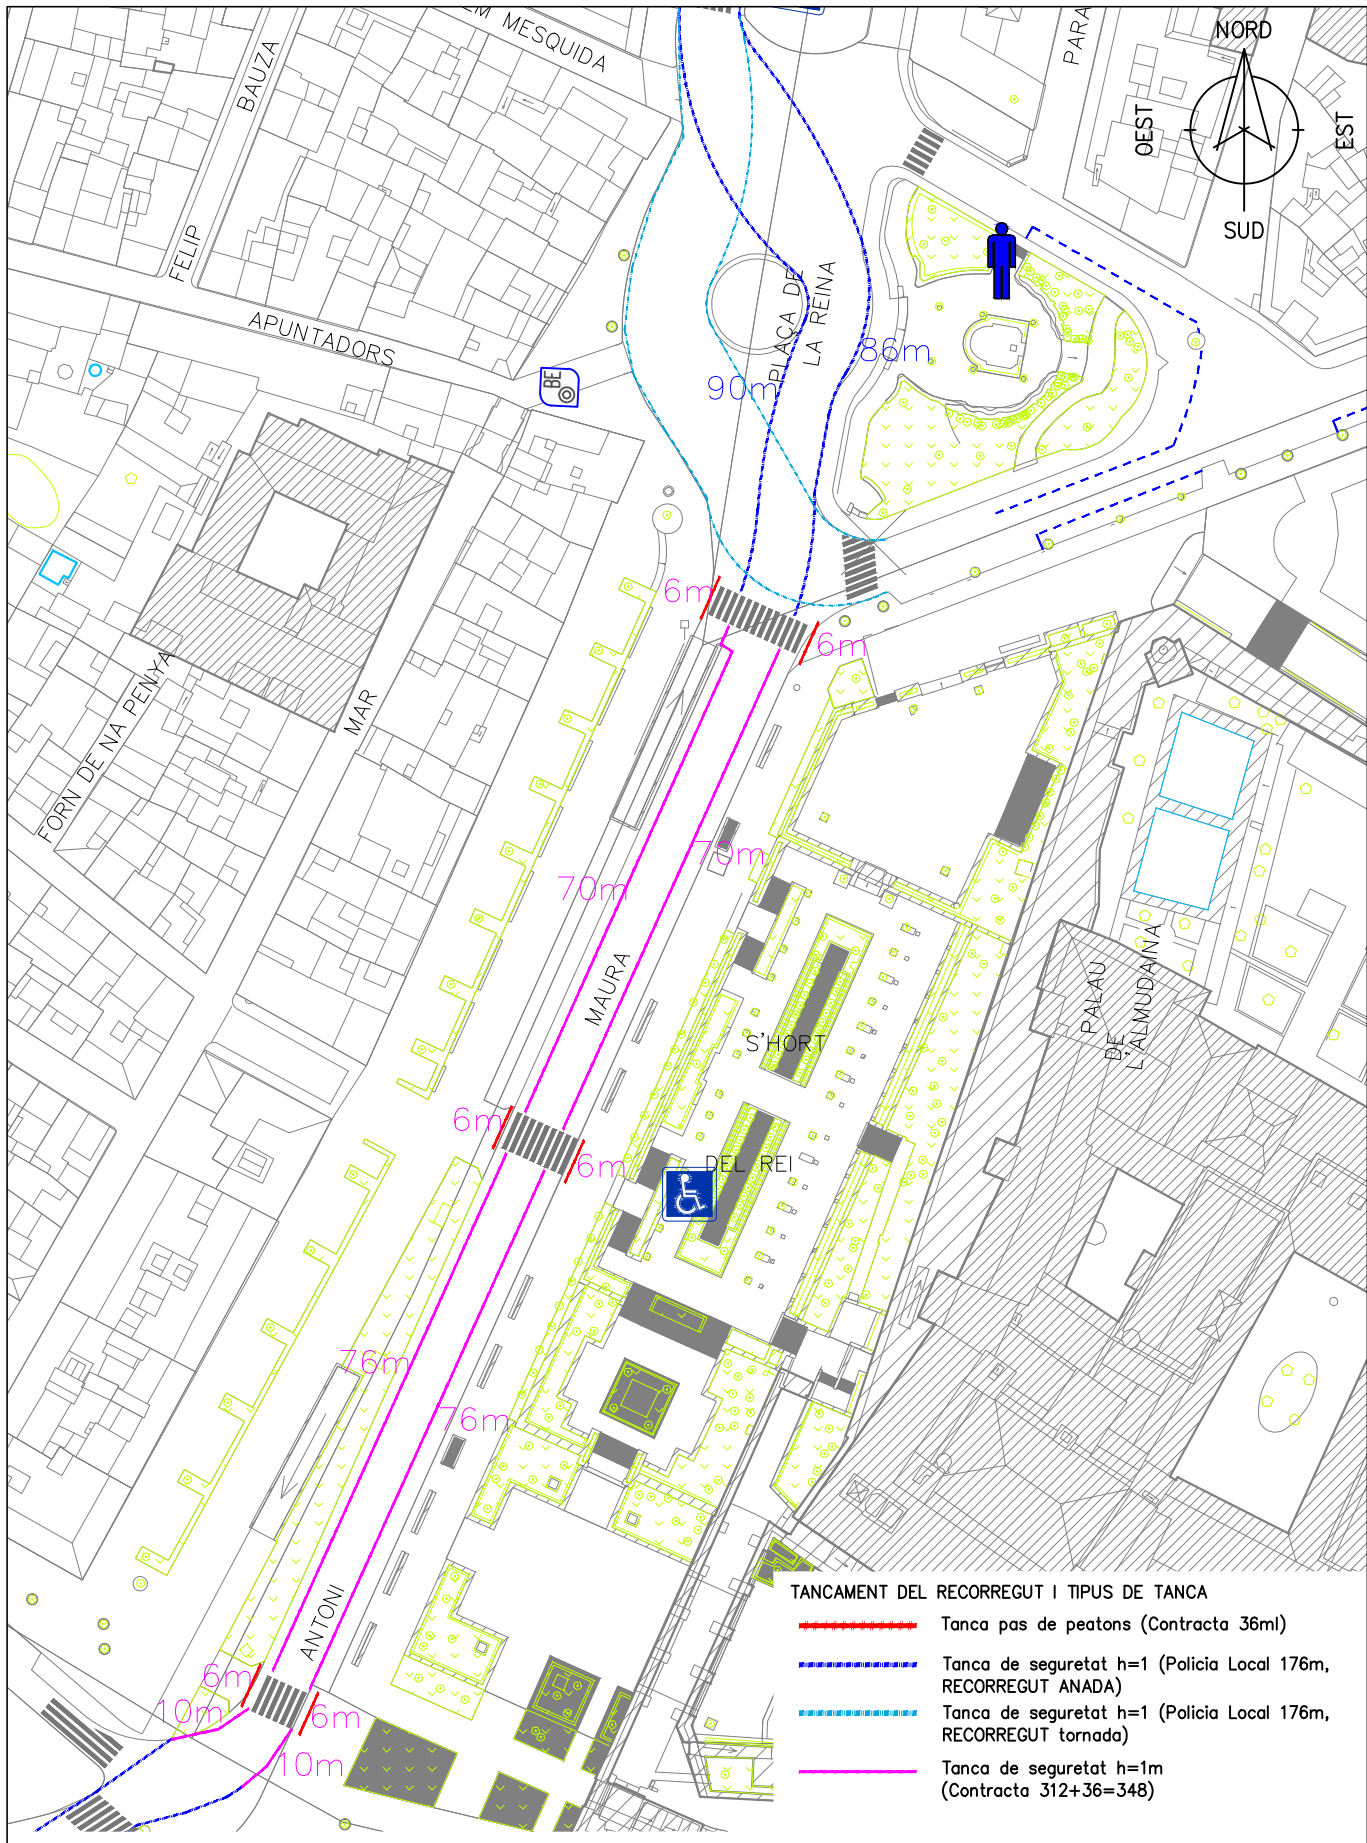 EM MESQUIDA
BAUZA
FELIP
PARA
NORD
OEST
EST
SUD
APUNTADORS
BE
PLAÇA DE
LA REINA
86m
90m
6m
6m
FORN DE NA PENYA
MAR
70m
70m
MAURA
S'HORT
DEL REI
PALAU
DE
L'ALMUDAINA
6m
6m
76m
76m
ANTONI
6m
10m
6m
10m
TANCAMENT DEL RECORREGUT I TIPUS DE TANCA
Tanca pas de peatons (Contracta 36ml)
Tanca de seguretat h=1 (Policia Local 176m,
RECORREGUT ANADA)
Tanca de seguretat h=1 (Policia Local 176m,
RECORREGUT tornada)
Tanca de seguretat h=1m
(Contracta 312+36=348)